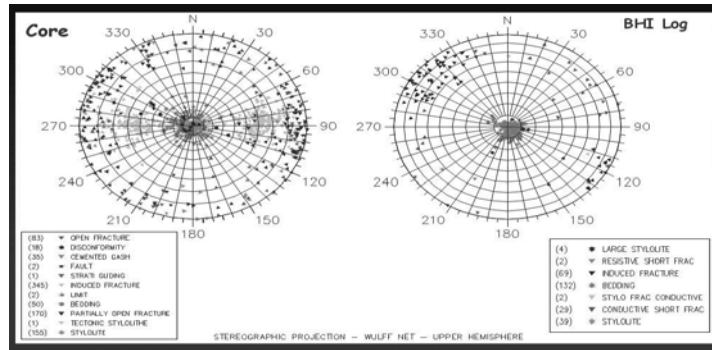 Core
BHI Log
N
30
60
90
120
150
180
210
240
270
300
330
N
30
60
90
120
150
180
210
240
270
300
330
(83) OPEN FRACTURE
(18) DISCONFORMITY
(35) CEMENTED GASH
(2) FAULT
(1) STRATI GLIDING
(345) INDUCED FRACTURE
(2) LIMIT
(50) BEDDING
(170) PARTIALLY OPEN FRACTURE
(1) TECTONIC STYLOLITHE
(155) STYLOLITE
(4) LARGE STYLOLITE
(2) RESISTIVE SHORT FRAC
(69) INDUCED FRACTURE
(132) BEDDING
(2) STYLO FRAC CONDUCTIVE
(29) CONDUCTIVE SHORT FRAC
(39) STYLOLITE
STEREOGRAPHIC PROJECTION – WULFF NET – UPPER HEMISPHERE